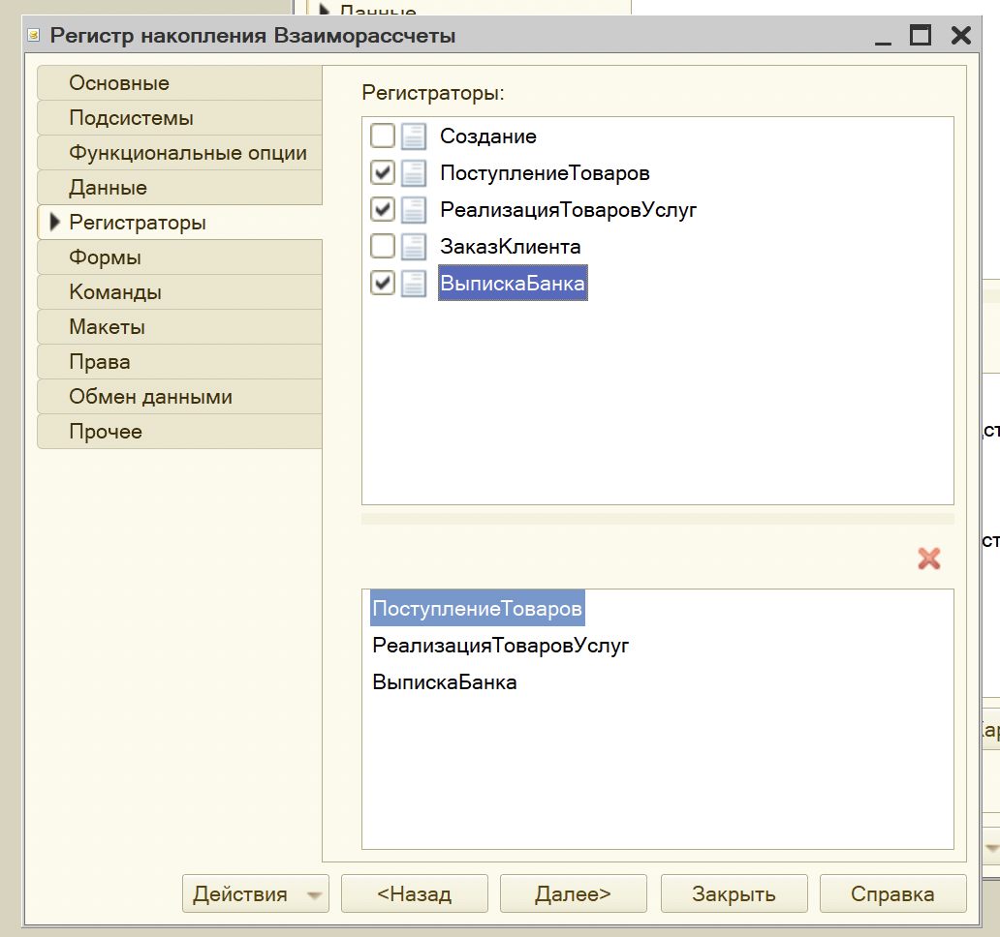 Данные
Регистр накопления Взаиморассчеты
Основные
Подсистемы
Функциональные опции
Данные
Регистраторы
Формы
Команды
Макеты
Права
Обмен данными
Прочее
Регистраторы:
Создание
ПоступлениеТоваров
РеализацияТоваровУслуг
ЗаказКлиента
ВыпискаБанка
ПоступлениеТоваров
РеализацияТоваровУслуг
ВыпискаБанка
Действия
<Назад
Далее>
Закрыть
Справка